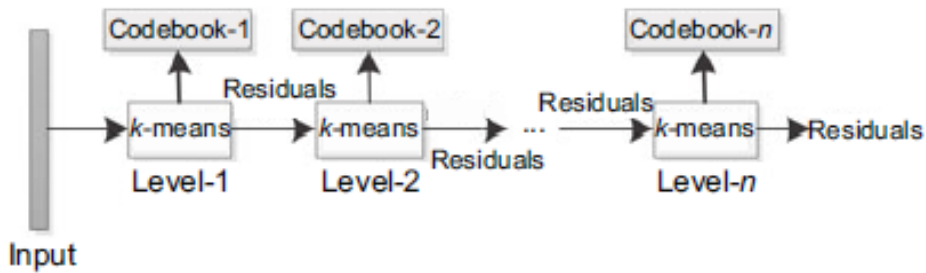 Codebook-1 Codebook-2 Codebook-n
Residuals Residuals
k-means k-means ... k-means Residuals
Residuals
Level-1 Level-2 Level-n
Input